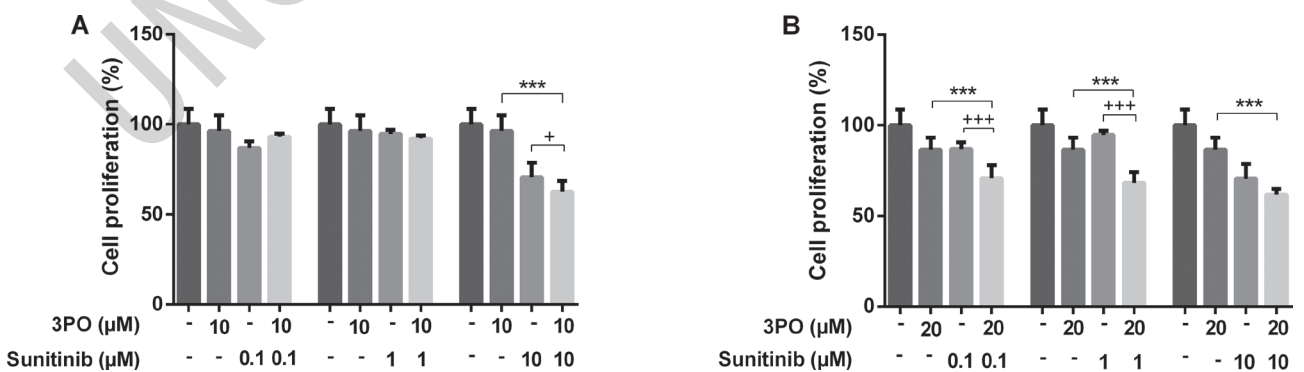 UN
A
Cell proliferation (%)
150
100
50
0
***
+
3PO (µM) - 10 - 10 - 10 - 10 - 10 - 10
Sunitinib (µM) - - 0.1 0.1 - - 1 1 - - 10 10
B
Cell proliferation (%)
150
100
50
0
***
+++
***
+++
***
3PO (µM) - 20 - 20 - 20 - 20 - 20 - 20
Sunitinib (µM) - - 0.1 0.1 - - 1 1 - - 10 10